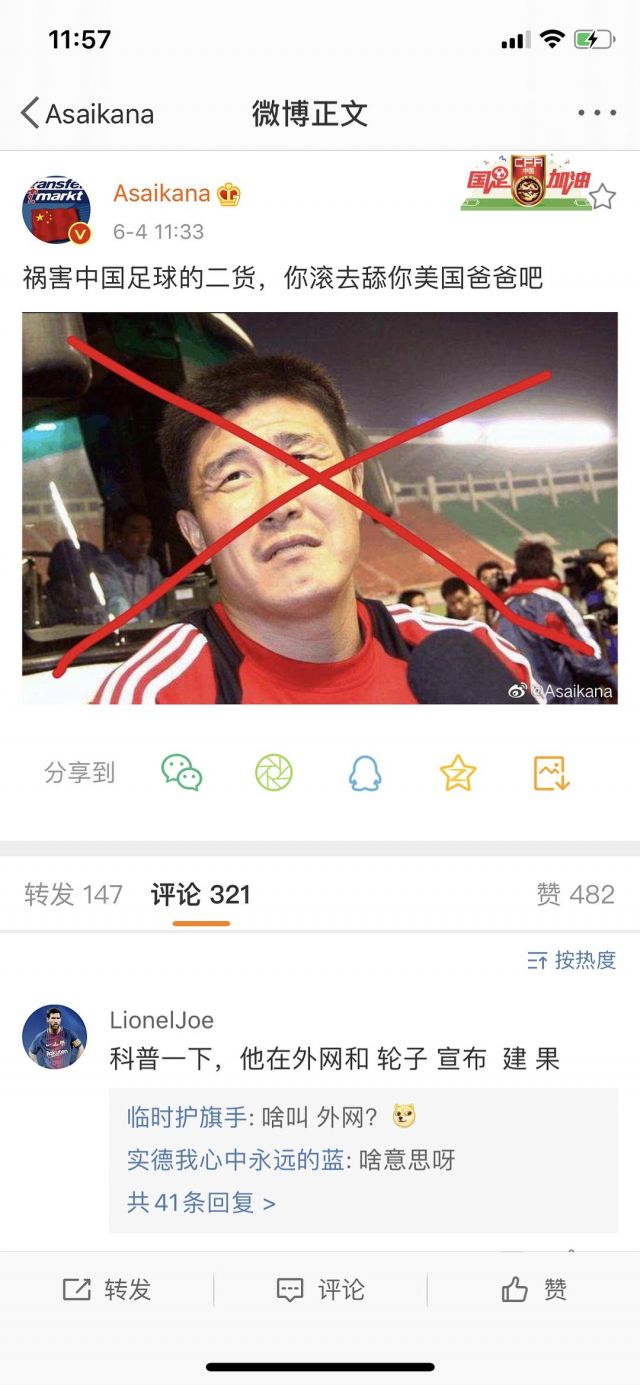 11:57
Asaikana
微博正文
Asaikana
6-4 11:33
国足
CFA
中国
加油
transfer
markt
祸害中国足球的二货，你滚去舔你美国爸爸吧
@Asaikana
分享到
转发 147
评论 321
赞 482
按热度
LionelJoe
科普一下，他在外网和 轮子 宣布 建 果
临时护旗手: 啥叫 外网？
实德我心中永远的蓝: 啥意思呀
共41条回复 >
转发
评论
赞